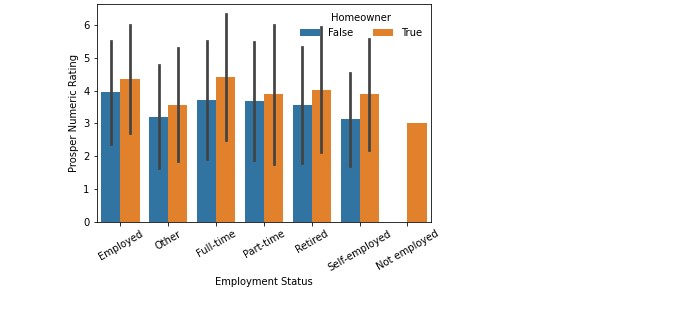 Homeowner
False True
6
5
4
3
2
1
0
Prosper Numeric Rating
Employed Other Full-time Part-time Retired Self-employed Not employed
Employment Status